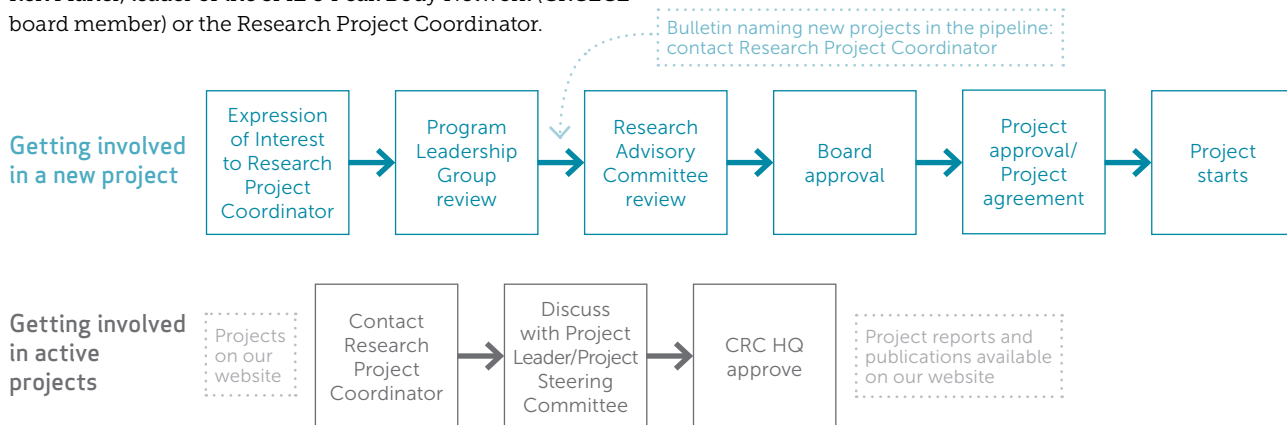 board member) or the Research Project Coordinator.
Bulletin naming new projects in the pipeline:
contact Research Project Coordinator
Getting involved
in a new project
Expression
of Interest
to Research
Project
Coordinator
Program
Leadership
Group
review
Research
Advisory
Committee
review
Board
approval
Project
approval/
Project
agreement
Project
starts
Getting involved
in active
projects
Projects
on our
website
Contact
Research
Project
Coordinator
Discuss
with Project
Leader/Project
Steering
Committee
CRC HQ
approve
Project reports and
publications available
on our website